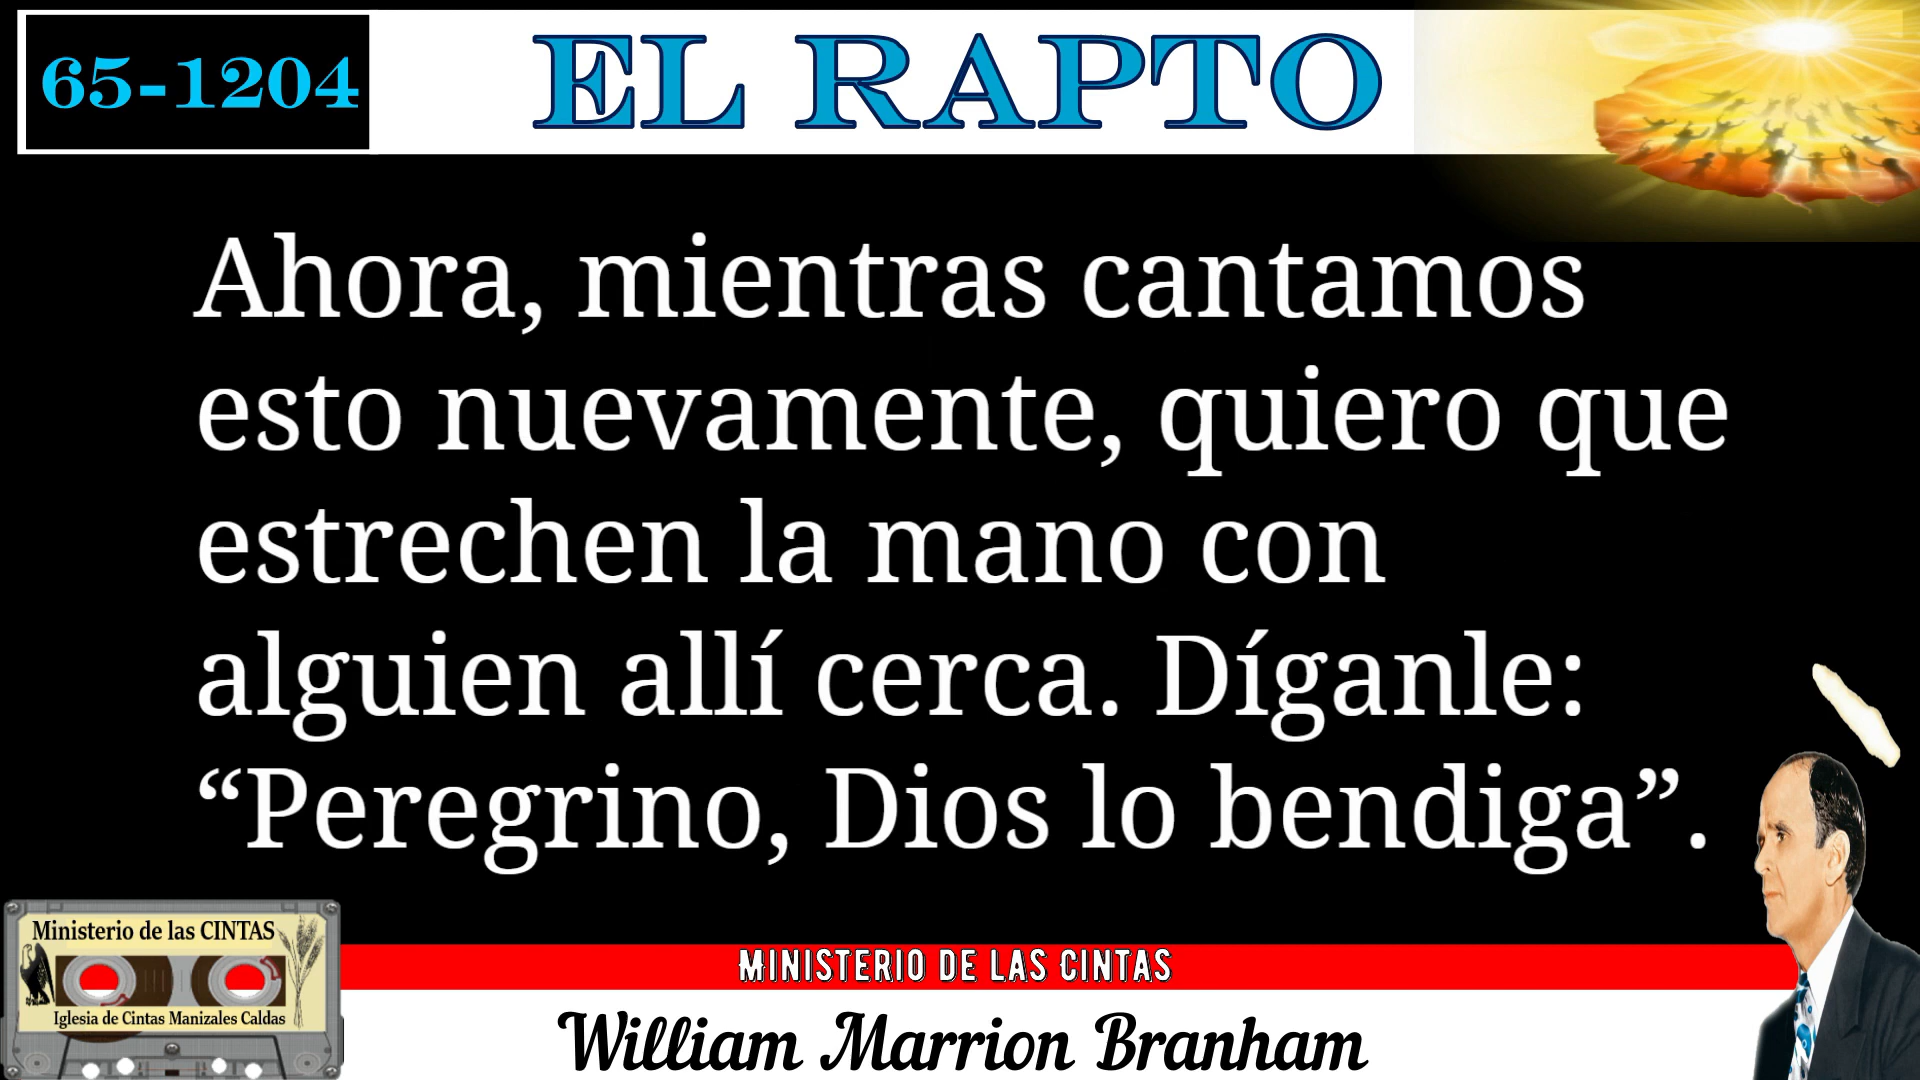 65-1204
EL RAPTO
Ahora, mientras cantamos
esto nuevamente, quiero que
estrechen la mano con
alguien allí cerca. Díganle:
“Peregrino, Dios lo bendiga”.
Ministerio de las CINTAS
Iglesia de Cintas Manizales Caldas
MINISTERIO DE LAS CINTAS
William Marrion Branham